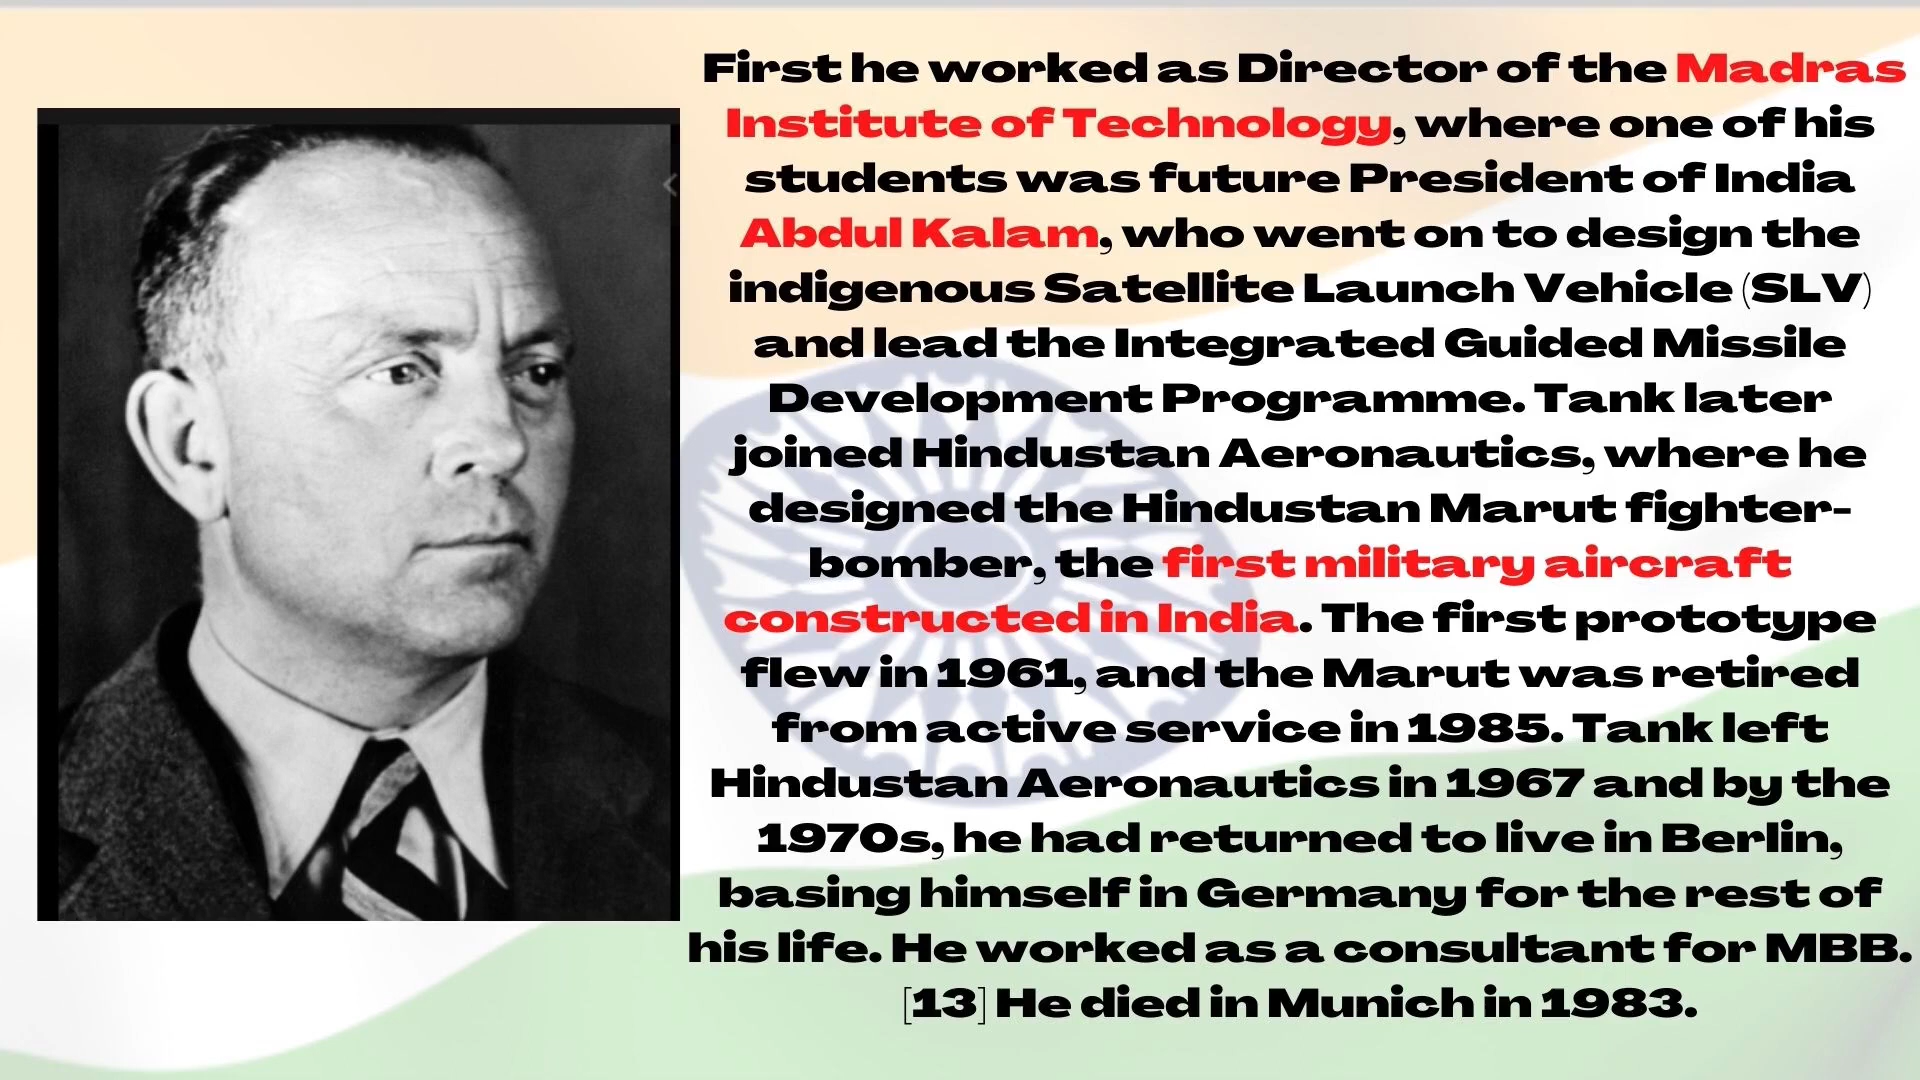 First he worked as Director of the Madras
Institute of Technology, where one of his
students was future President of India
Abdul Kalam, who went on to design the
indigenous Satellite Launch Vehicle (SLV)
and lead the Integrated Guided Missile
Development Programme. Tank later
joined Hindustan Aeronautics, where he
designed the Hindustan Marut fighter-
bomber, the first military aircraft
constructed in India. The first prototype
flew in 1961, and the Marut was retired
from active service in 1985. Tank left
Hindustan Aeronautics in 1967 and by the
1970s, he had returned to live in Berlin,
basing himself in Germany for the rest of
his life. He worked as a consultant for MBB.
[13] He died in Munich in 1983.